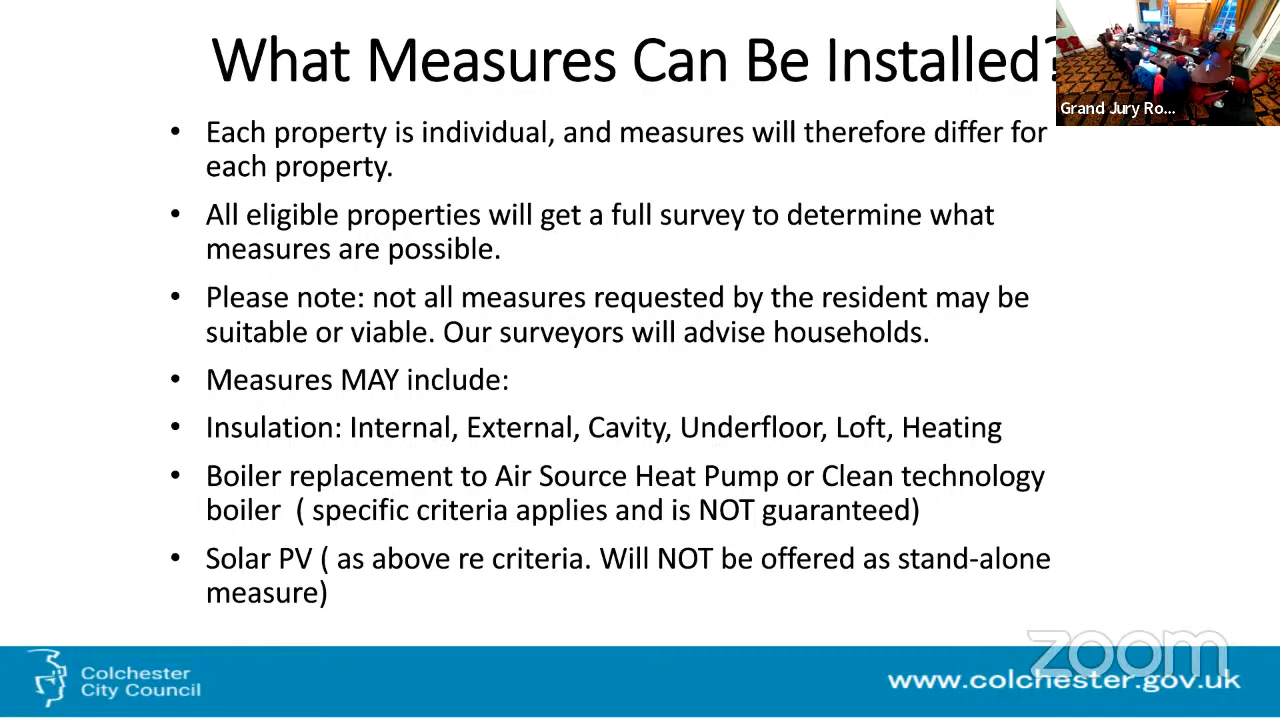 What Measures Can Be Installed?
Grand Jury Ro...
• Each property is individual, and measures will therefore differ for
each property.
• All eligible properties will get a full survey to determine what
measures are possible.
• Please note: not all measures requested by the resident may be
suitable or viable. Our surveyors will advise households.
• Measures MAY include:
• Insulation: Internal, External, Cavity, Underfloor, Loft, Heating
• Boiler replacement to Air Source Heat Pump or Clean technology
boiler ( specific criteria applies and is NOT guaranteed)
• Solar PV ( as above re criteria. Will NOT be offered as stand-alone
measure)
zoom
Colchester
City Council
www.colchester.gov.uk